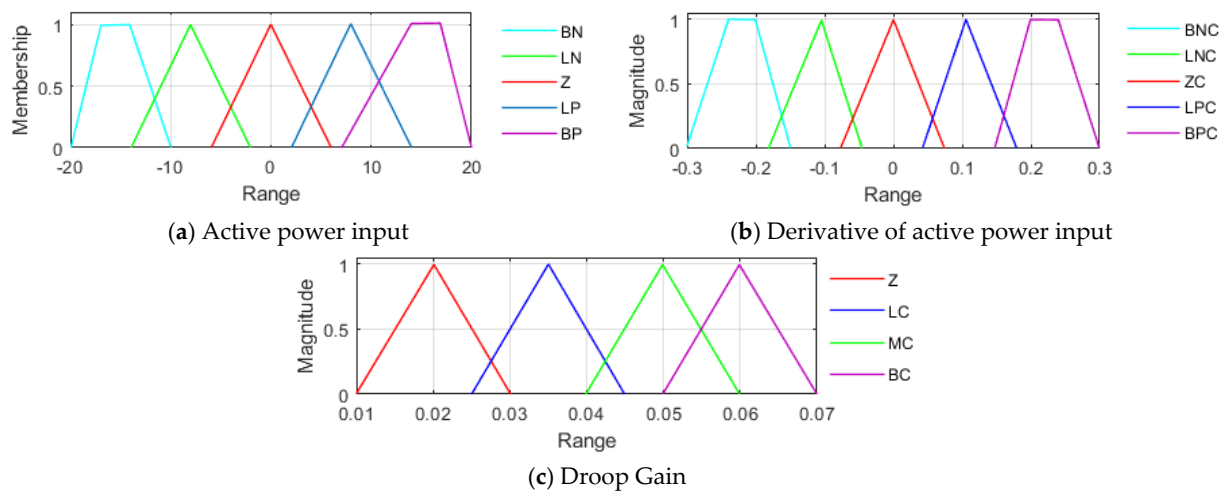 Membership
1
0.5
0
-20
-10
0
10
20
Range
BN
LN
Z
LP
BP
(a) Active power input
Magnitude
1
0.5
0
-0.3
-0.2
-0.1
0
0.1
0.2
0.3
Range
BNC
LNC
ZC
LPC
BPC
(b) Derivative of active power input
Magnitude
1
0.5
0
0.01
0.02
0.03
0.04
0.05
0.06
0.07
Range
Z
LC
MC
BC
(c) Droop Gain